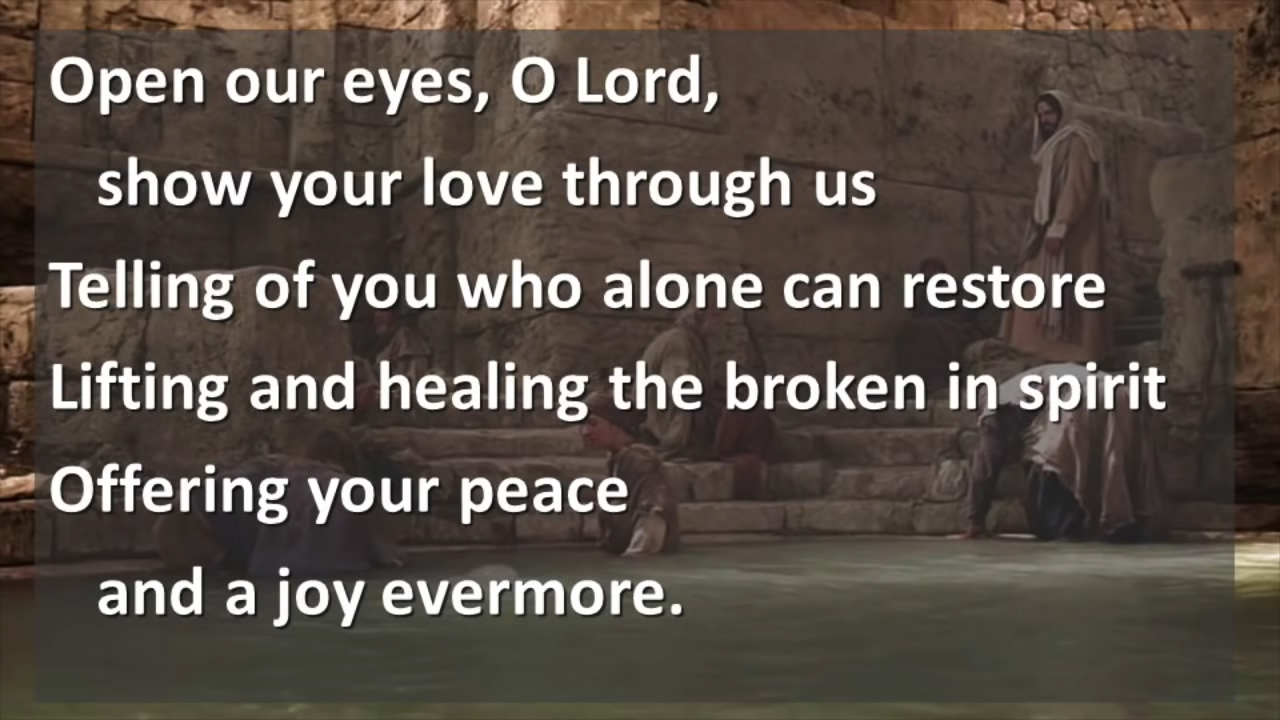 Open our eyes, O Lord,
show your love through us
Telling of you who alone can restore
Lifting and healing the broken in spirit
Offering your peace
and a joy evermore.